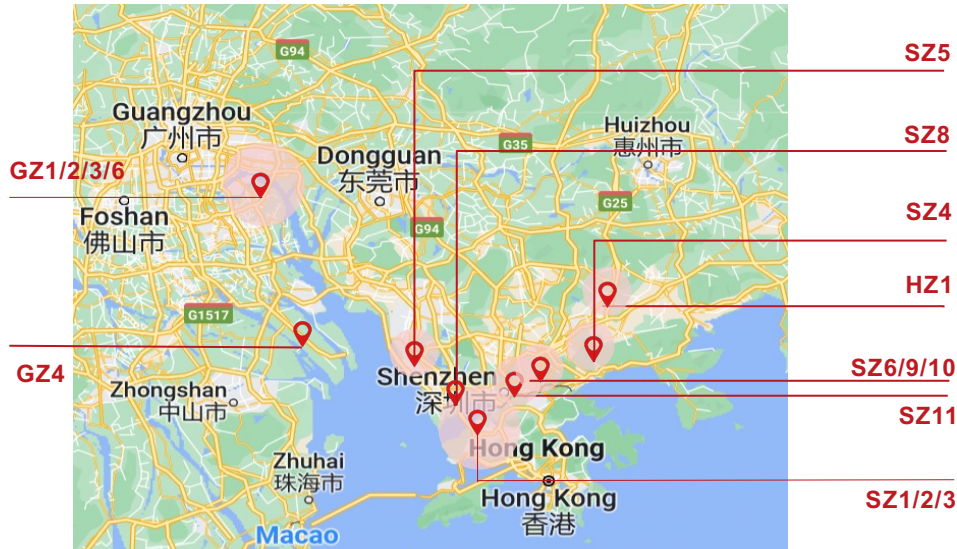 SZ5
G94
Guangzhou
广州市
G35
Huizhou
惠州市
SZ8
GZ1/2/3/6
Dongguan
东莞市
Foshan
佛山市
G25
SZ4
G94
HZ1
G1517
GZ4
Shenzhen
深圳市
SZ6/9/10
Zhongshan
中山市
SZ11
Hong Kong
Zhuhai
珠海市
Hong Kong
香港
SZ1/2/3
Macao